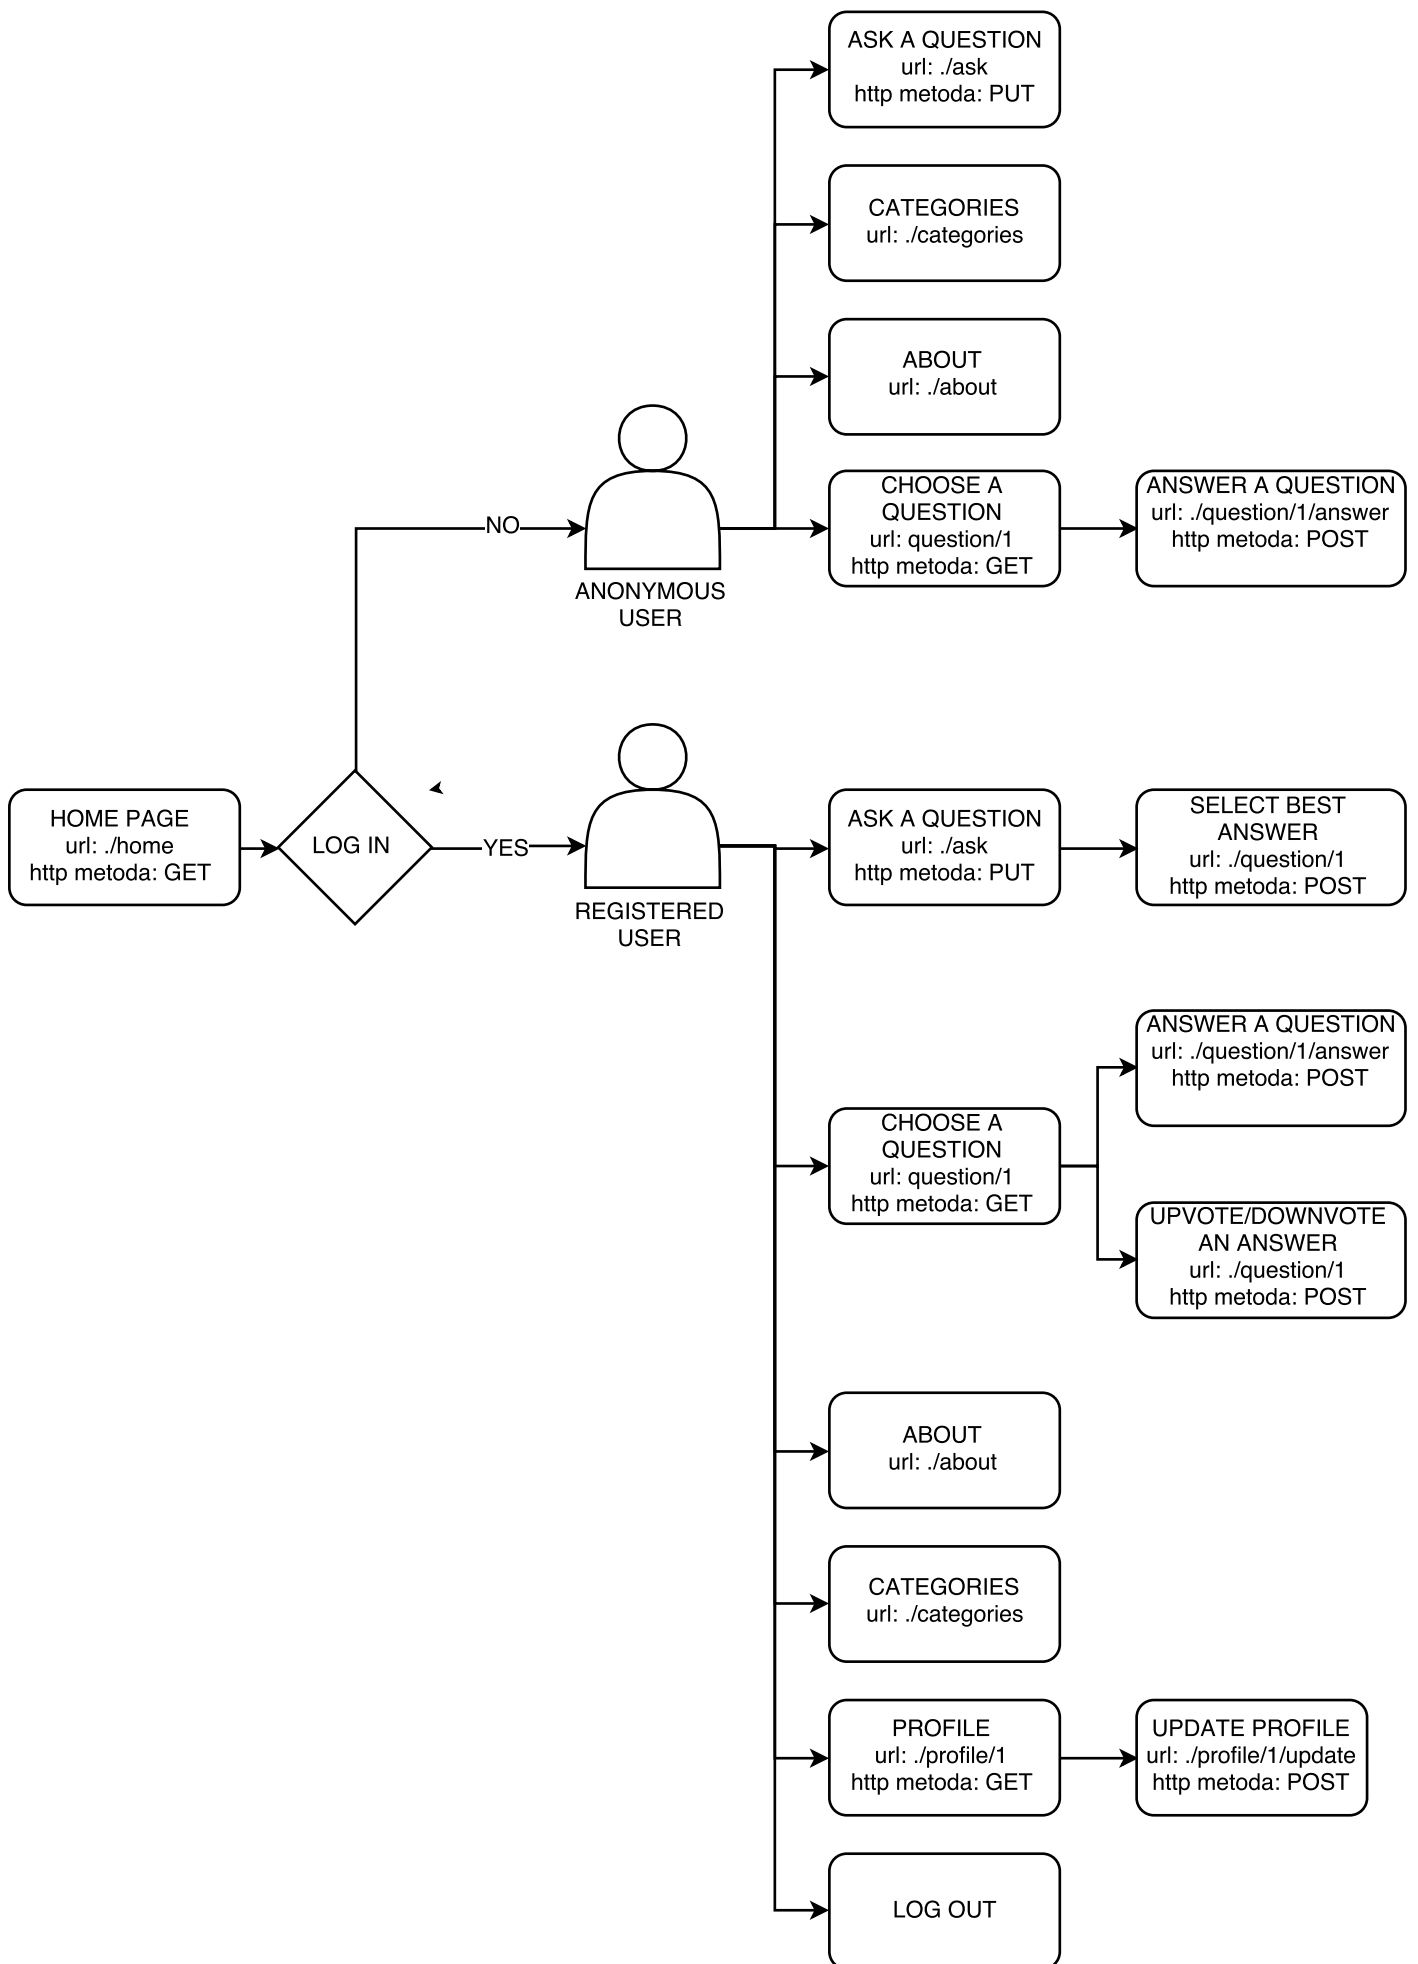 ASK A QUESTION
url: ./ask
http metoda: PUT
CATEGORIES
url: ./categories
ABOUT
url: ./about
CHOOSE A
QUESTION
url: question/1
http metoda: GET
ANSWER A QUESTION
url: ./question/1/answer
http metoda: POST
NO
ANONYMOUS
USER
HOME PAGE
url: ./home
http metoda: GET
LOG IN
YES
REGISTERED
USER
ASK A QUESTION
url: ./ask
http metoda: PUT
SELECT BEST
ANSWER
url: ./question/1
http metoda: POST
CHOOSE A
QUESTION
url: question/1
http metoda: GET
ANSWER A QUESTION
url: ./question/1/answer
http metoda: POST
UPVOTE/DOWNVOTE
AN ANSWER
url: ./question/1
http metoda: POST
ABOUT
url: ./about
CATEGORIES
url: ./categories
PROFILE
url: ./profile/1
http metoda: GET
UPDATE PROFILE
url: ./profile/1/update
http metoda: POST
LOG OUT